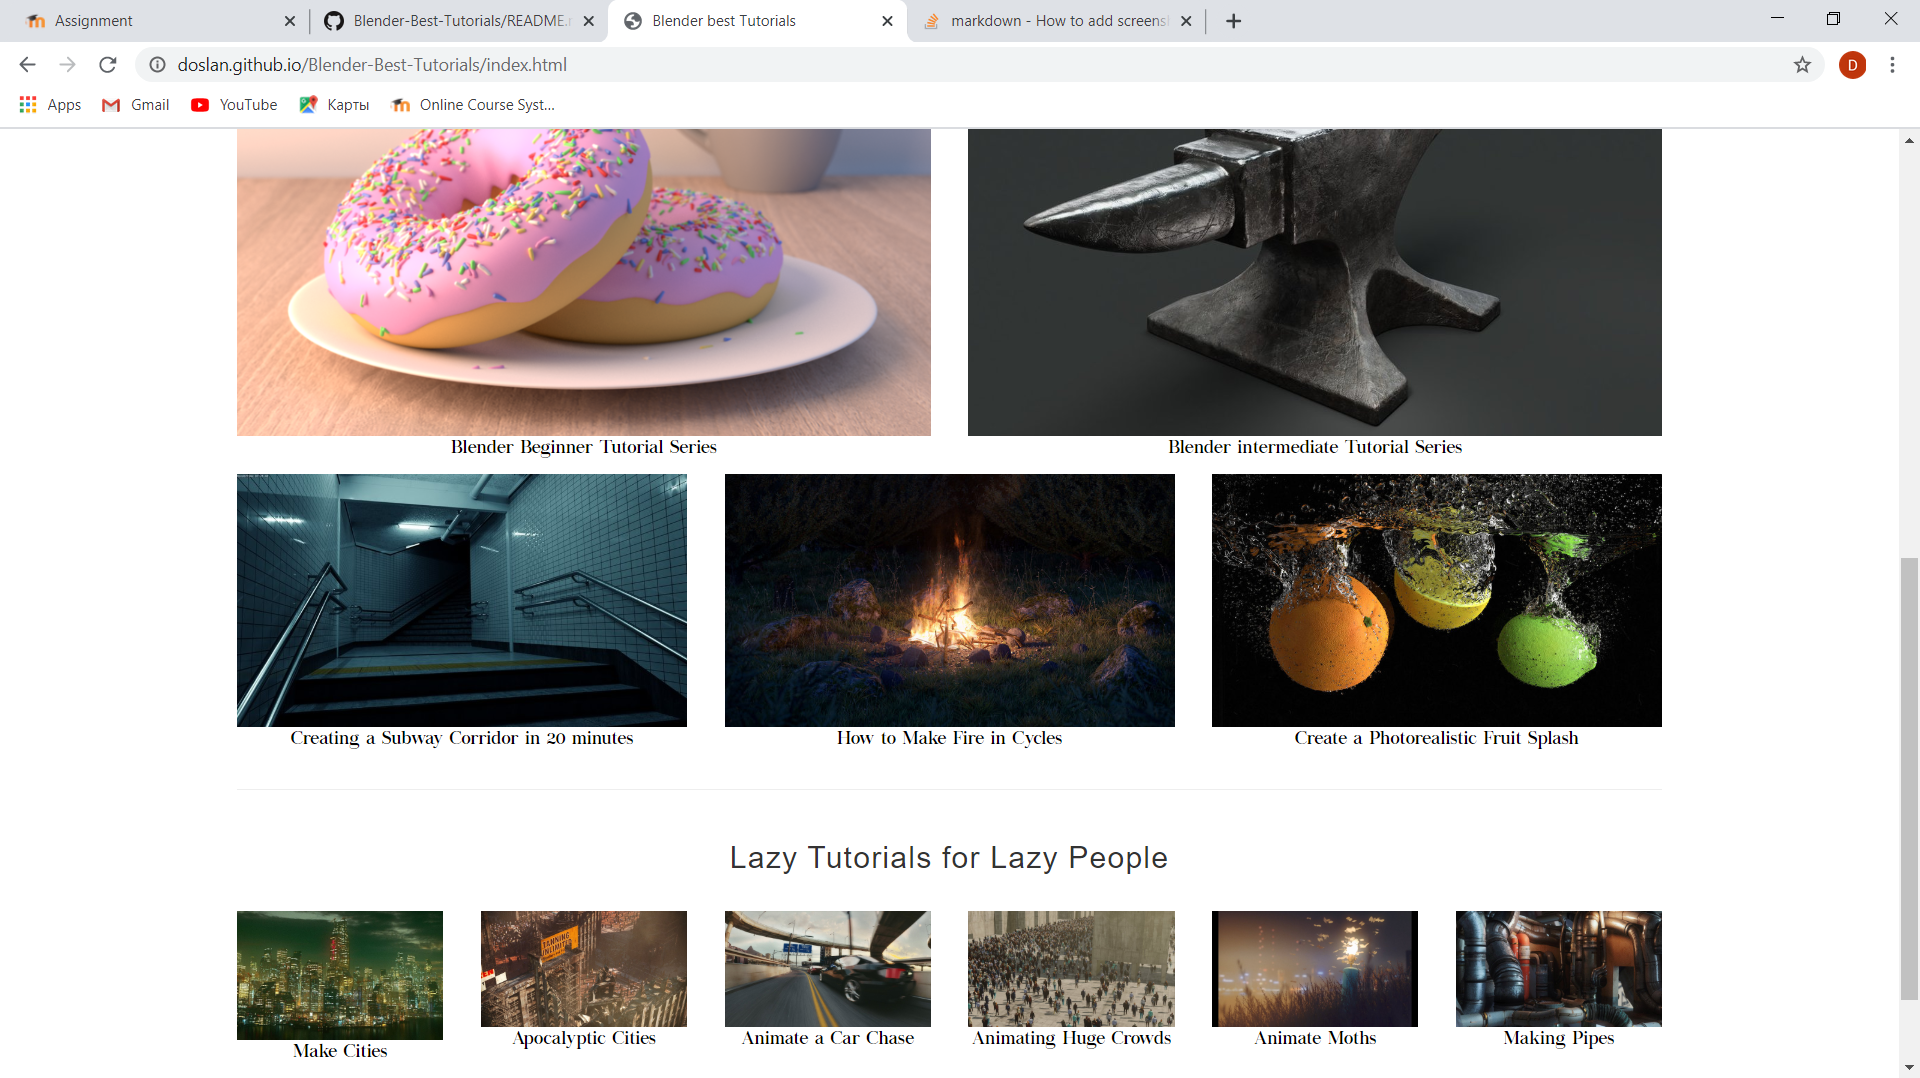 Assignment
Blender-Best-Tutorials/README.
Blender best Tutorials
markdown - How to add screens
doslan.github.io/Blender-Best-Tutorials/index.html
D
Apps
Gmail
YouTube
Карты
Online Course Syst...
Blender Beginner Tutorial Series
Blender intermediate Tutorial Series
Creating a Subway Corridor in 20 minutes
How to Make Fire in Cycles
Create a Photorealistic Fruit Splash
Lazy Tutorials for Lazy People
TANNING
Make Cities
Apocalyptic Cities
Animate a Car Chase
Animating Huge Crowds
Animate Moths
Making Pipes